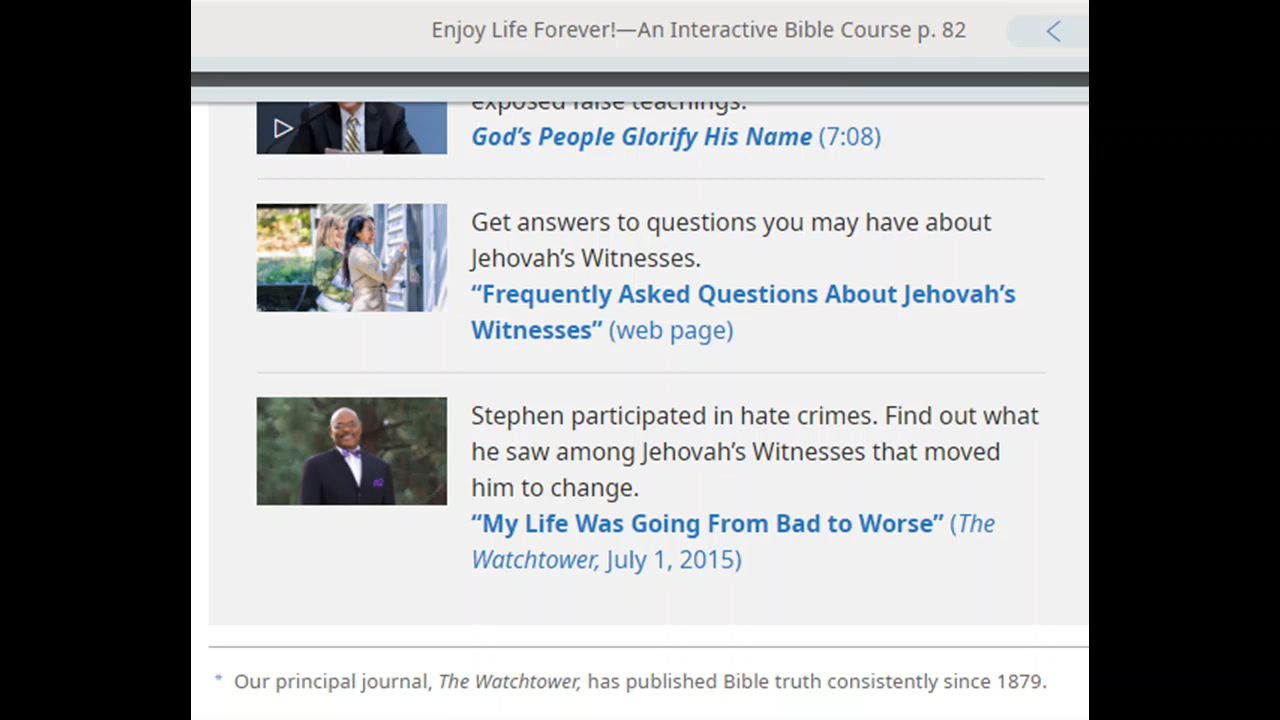 Enjoy Life Forever!—An Interactive Bible Course p. 82
exposed false teachings.
God’s People Glorify His Name (7:08)
Get answers to questions you may have about
Jehovah’s Witnesses.
“Frequently Asked Questions About Jehovah’s
Witnesses” (web page)
Stephen participated in hate crimes. Find out what
he saw among Jehovah’s Witnesses that moved
him to change.
“My Life Was Going From Bad to Worse” (The
Watchtower, July 1, 2015)
* Our principal journal, The Watchtower, has published Bible truth consistently since 1879.